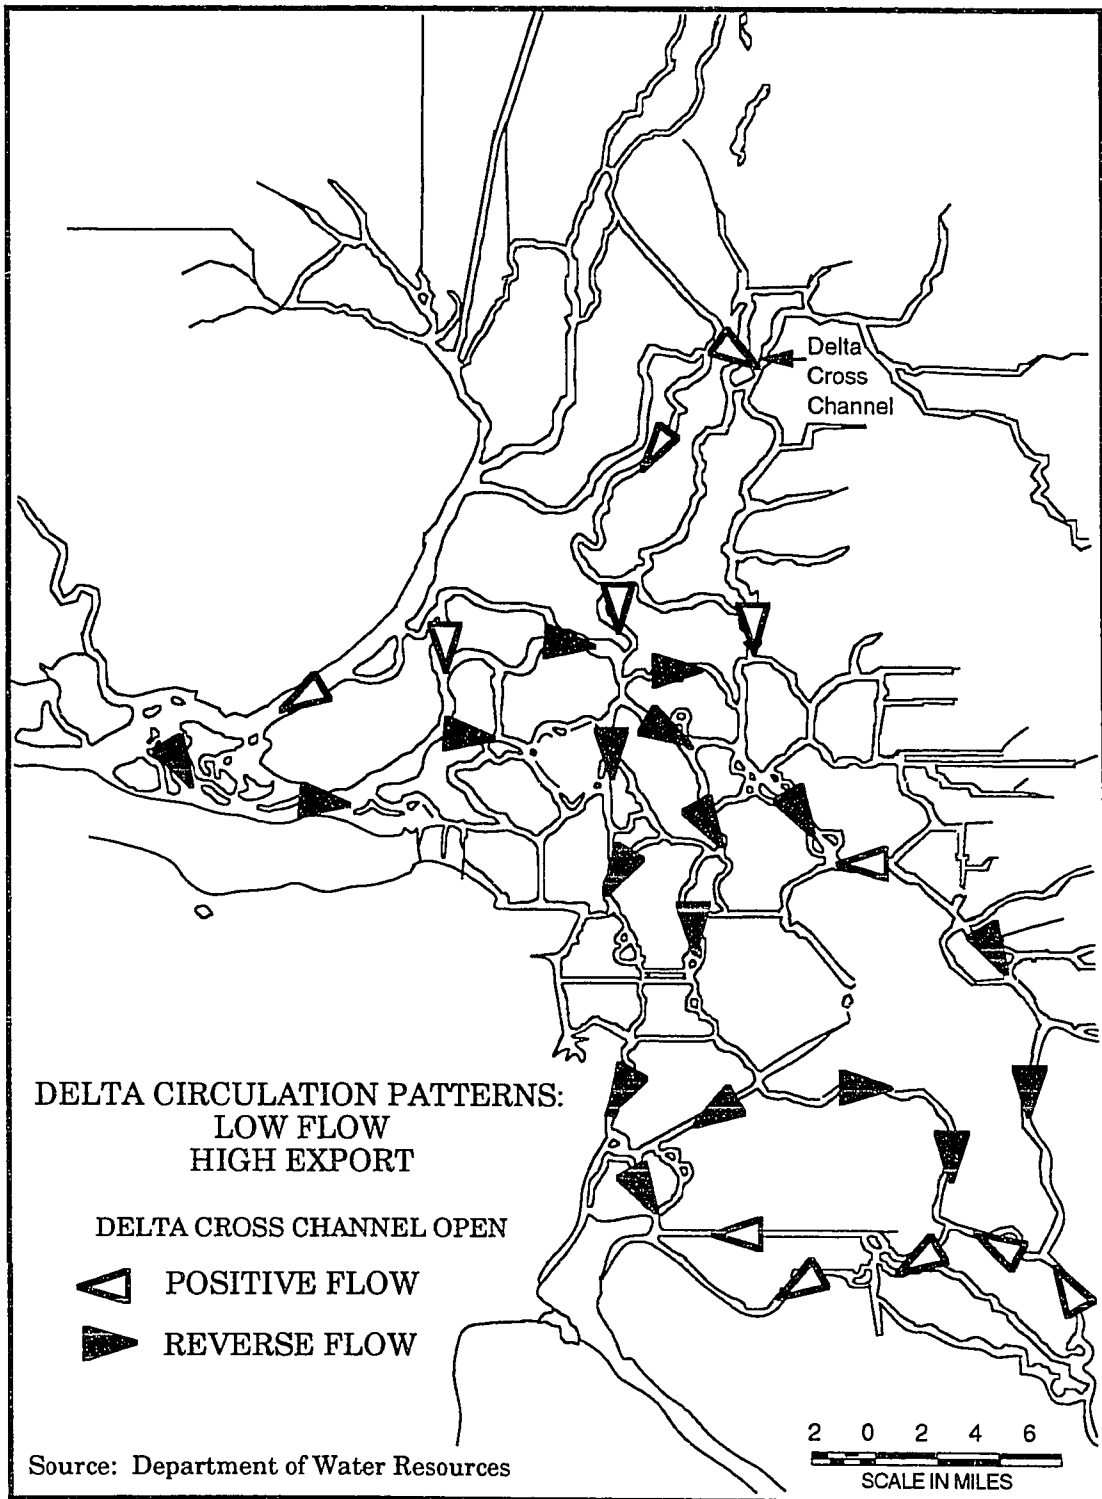 Delta
Cross
Channel
DELTA CIRCULATION PATTERNS:
LOW FLOW
HIGH EXPORT
DELTA CROSS CHANNEL OPEN
POSITIVE FLOW
REVERSE FLOW
2 0 2 4 6
SCALE IN MILES
Source: Department of Water Resources